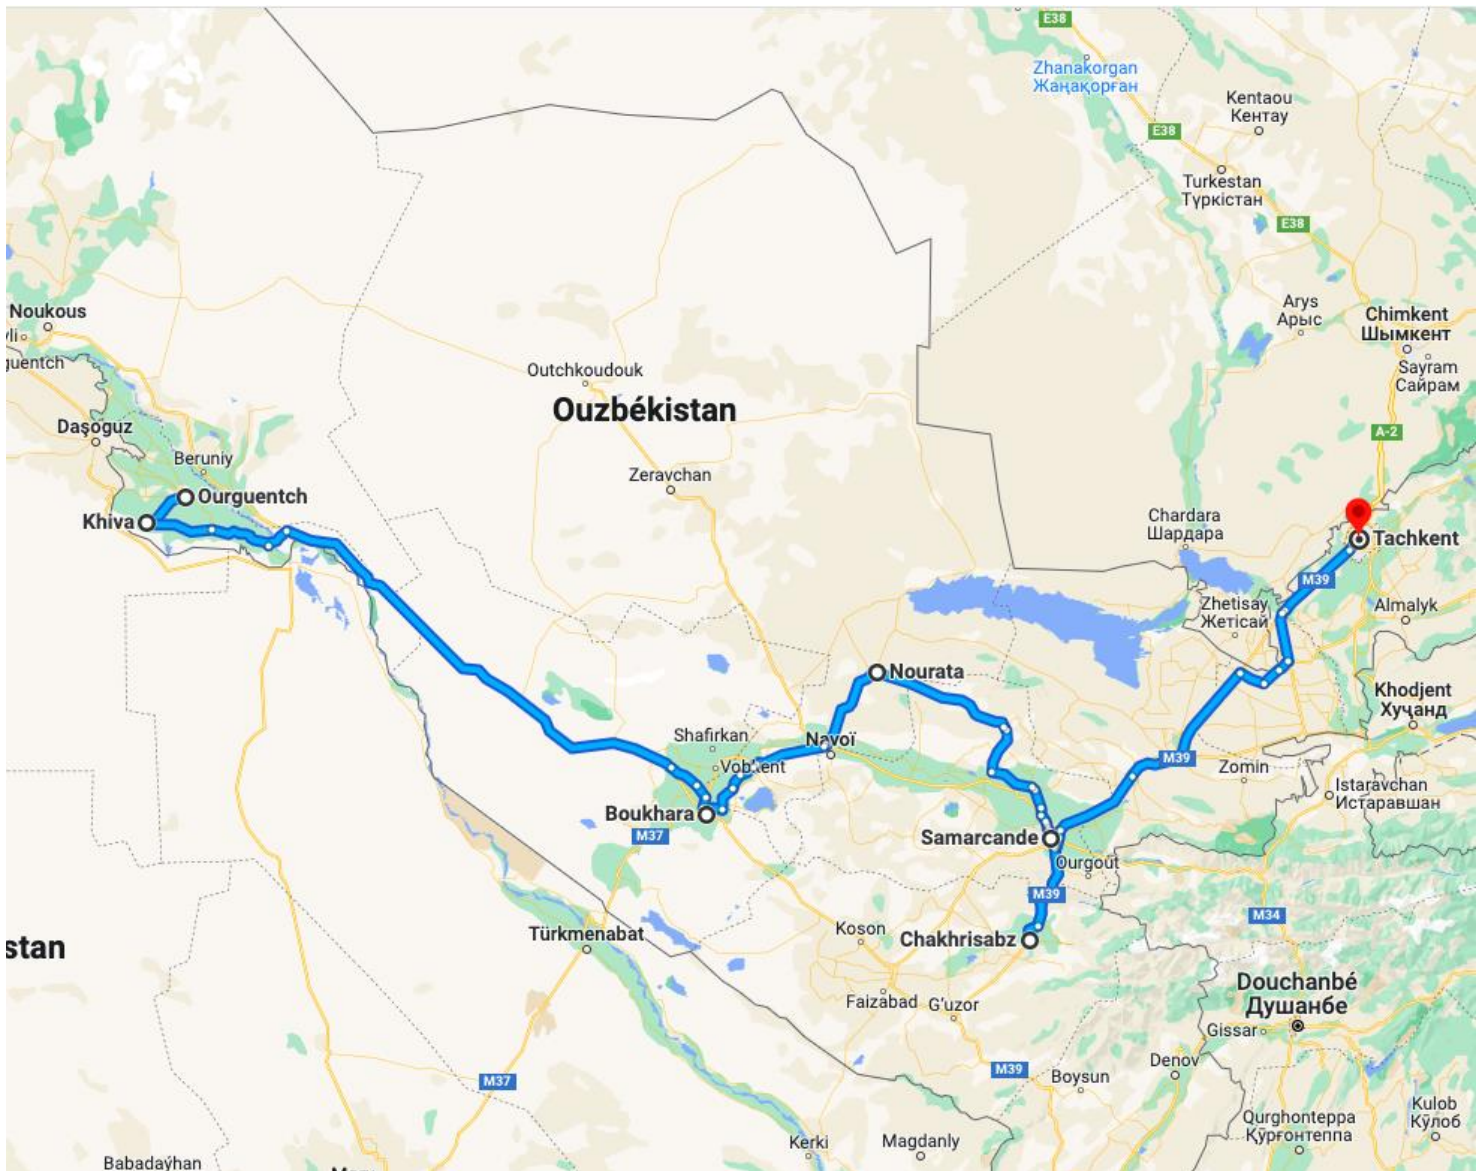 E38
Zhanakorgan
Жаңақорған
Kentaou
Кентау
E38
Turkestan
Түркістан
E38
Noukous
yli
guentch
Arys
Арыс
Chimkent
Шымкент
Sayram
Сайрам
Outchkoudouk
Ouzbékistan
Daşoguz
A-2
Beruniy
Zeravchan
Ourguentch
Khiva
Chardara
Шардара
Tachkent
M39
Zhetisay
Жетісай
Almalyk
Nourata
Khodjent
Хуҷанд
Shafirkan
Navoï
Vobkent
M39
Zomin
Istaravchan
Истаравшан
Boukhara
M37
Samarcande
Ourgout
M39
M34
Koson
Chakhrisabz
stan
Türkmenabat
Douchanbé
Душанбе
Faizabad
G'uzor
Gissar
M39
Boysun
Denov
M37
Kulob
Кӯлоб
Qurghonteppa
Қӯрғонтеппа
Kerki
Magdanly
Babadaýhan